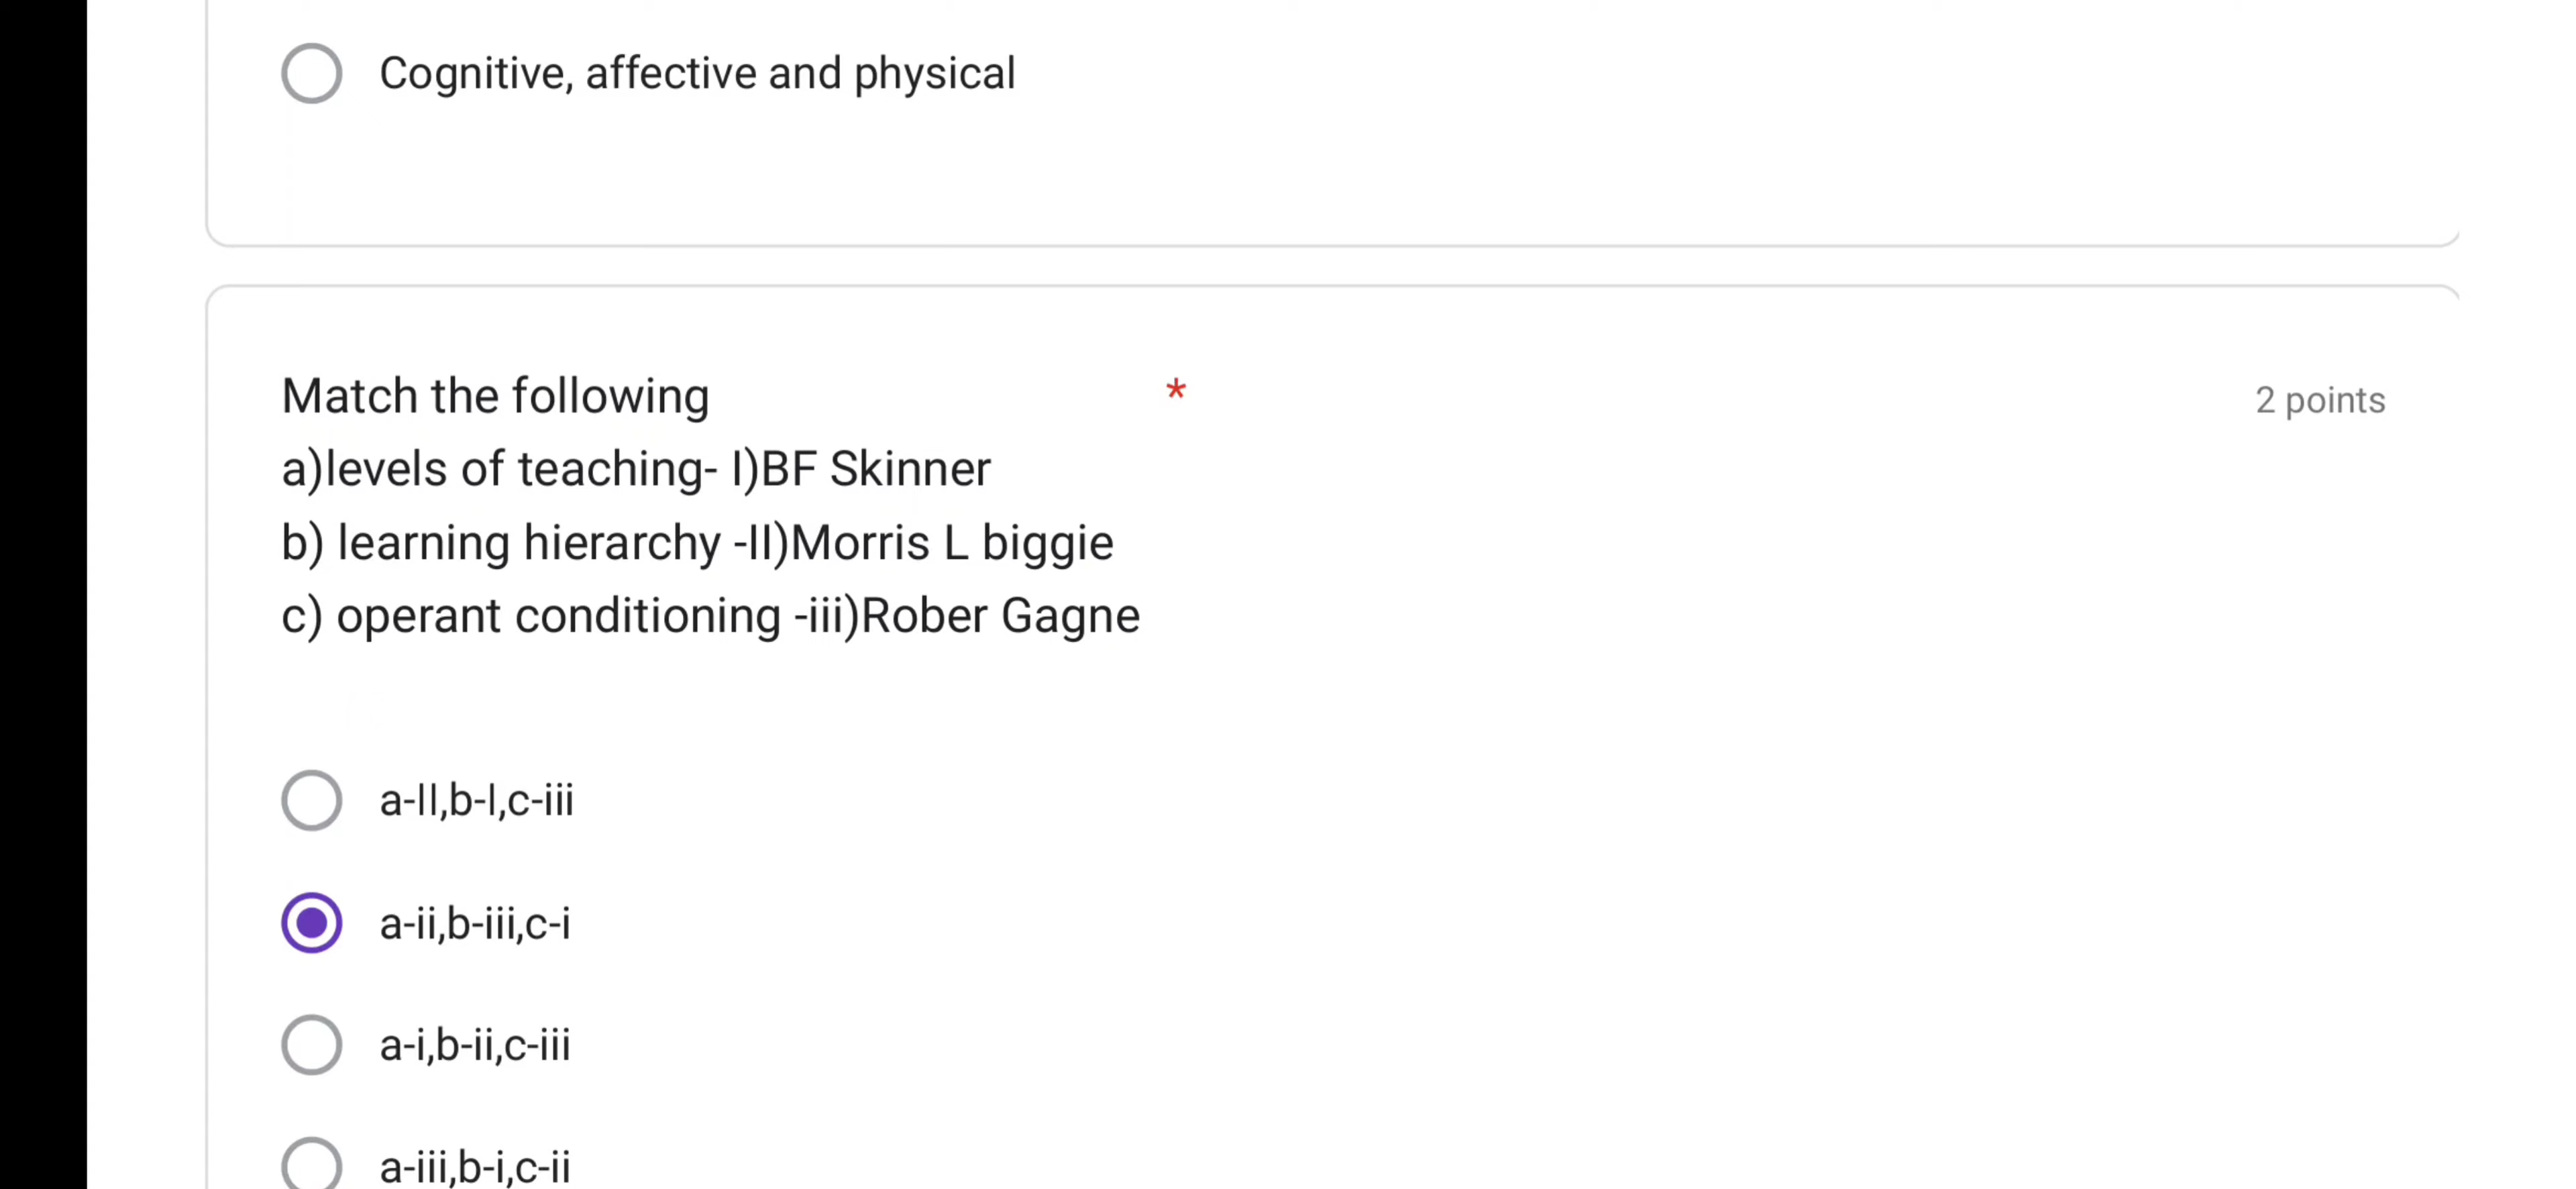 Cognitive, affective and physical
Match the following *
2 points
a)levels of teaching- I)BF Skinner
b) learning hierarchy -II)Morris L biggie
c) operant conditioning -iii)Rober Gagne
a-II,b-I,c-iii
a-ii,b-iii,c-i
a-i,b-ii,c-iii
a-iii,b-i,c-ii